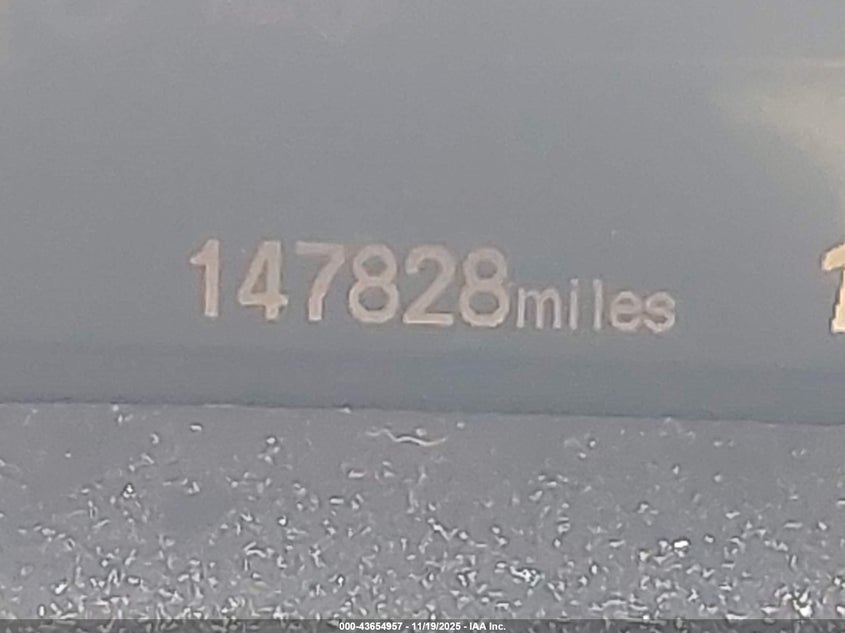 147828miles
000-43654957 - 11/19/2025 - IAA Inc.